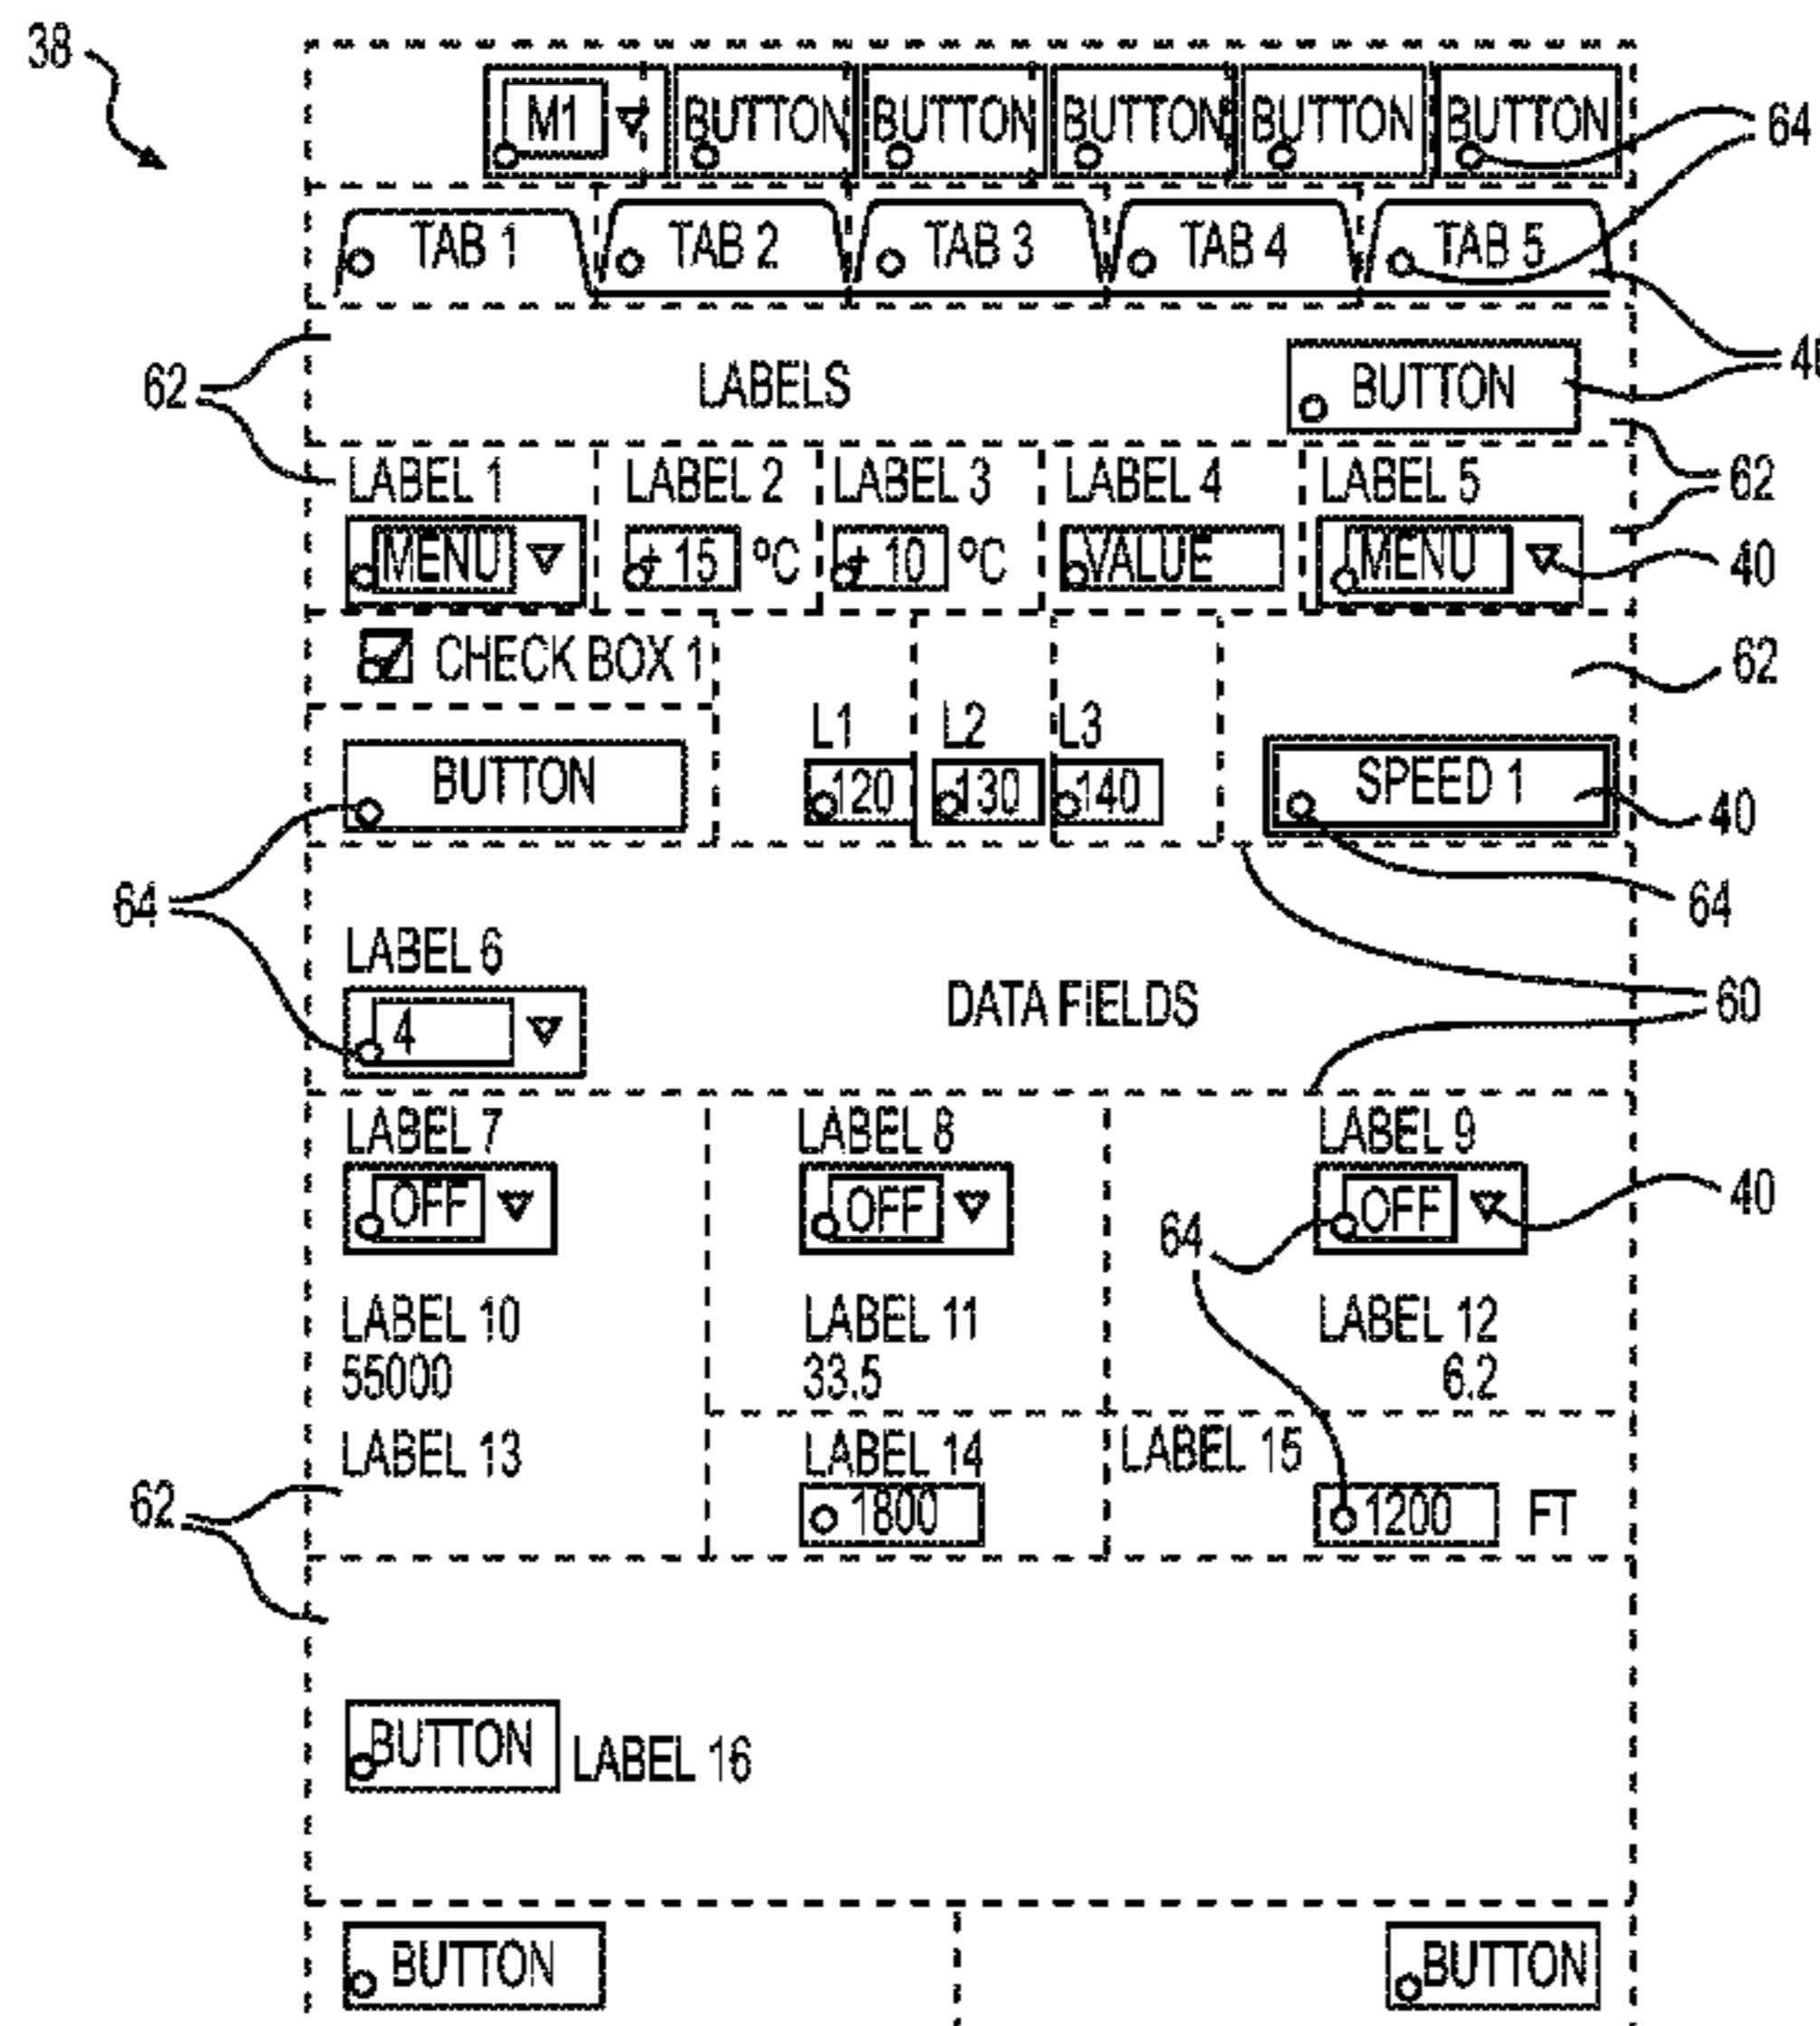 38
M1 BUTTON BUTTON BUTTON BUTTON BUTTON
64
TAB 1 TAB 2 TAB 3 TAB 4 TAB 5
62 LABELS BUTTON
LABEL 1 LABEL 2 LABEL 3 LABEL 4 LABEL 5 62
MENU + 15 °C + 10 °C VALUE MENU 40
CHECK BOX 1 62
L1 L2 L3
BUTTON 120 130 140 SPEED 1 40
64 64
LABEL 6
4 DATA FIELDS 60
LABEL 7 LABEL 8 LABEL 9
OFF OFF OFF 40
64
LABEL 10 LABEL 11 LABEL 12
55000 33.5 6.2
LABEL 13 LABEL 14 LABEL 15
62 1800 1200 FT
BUTTON LABEL 16
BUTTON BUTTON